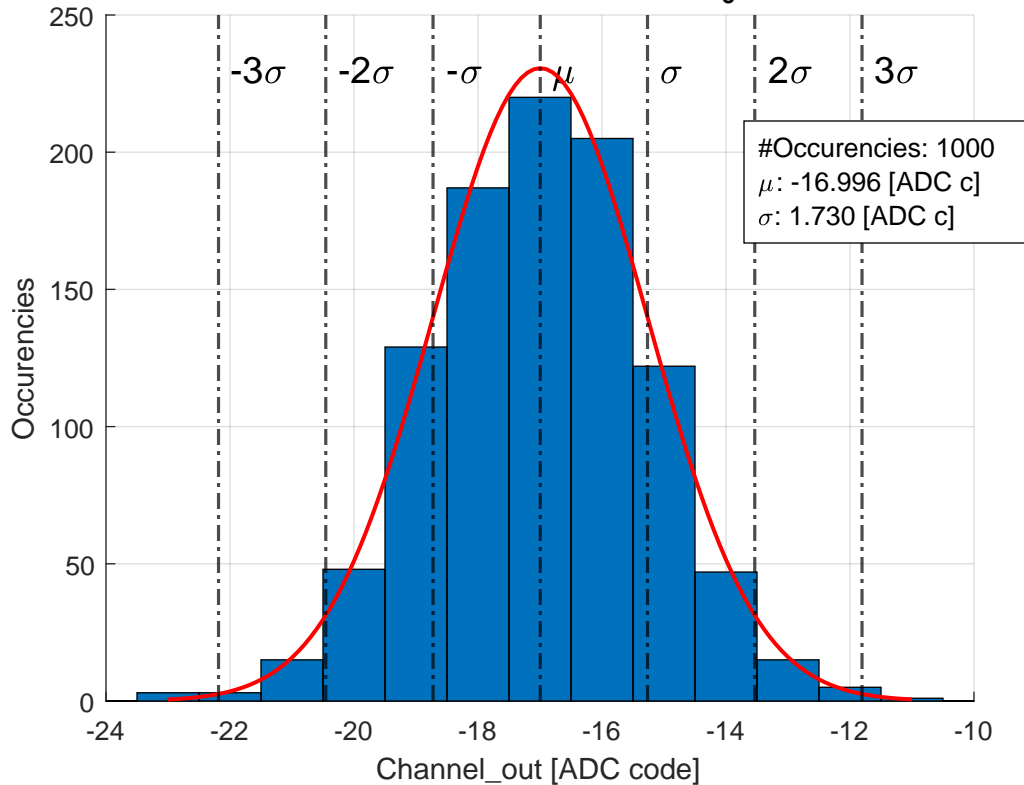 250
-3σ -2σ -σ μ σ 2σ 3σ
200
#Occurencies: 1000
μ: -16.996 [ADC c]
σ: 1.730 [ADC c]
150
Occurencies
100
50
0
-24 -22 -20 -18 -16 -14 -12 -10
Channel_out [ADC code]